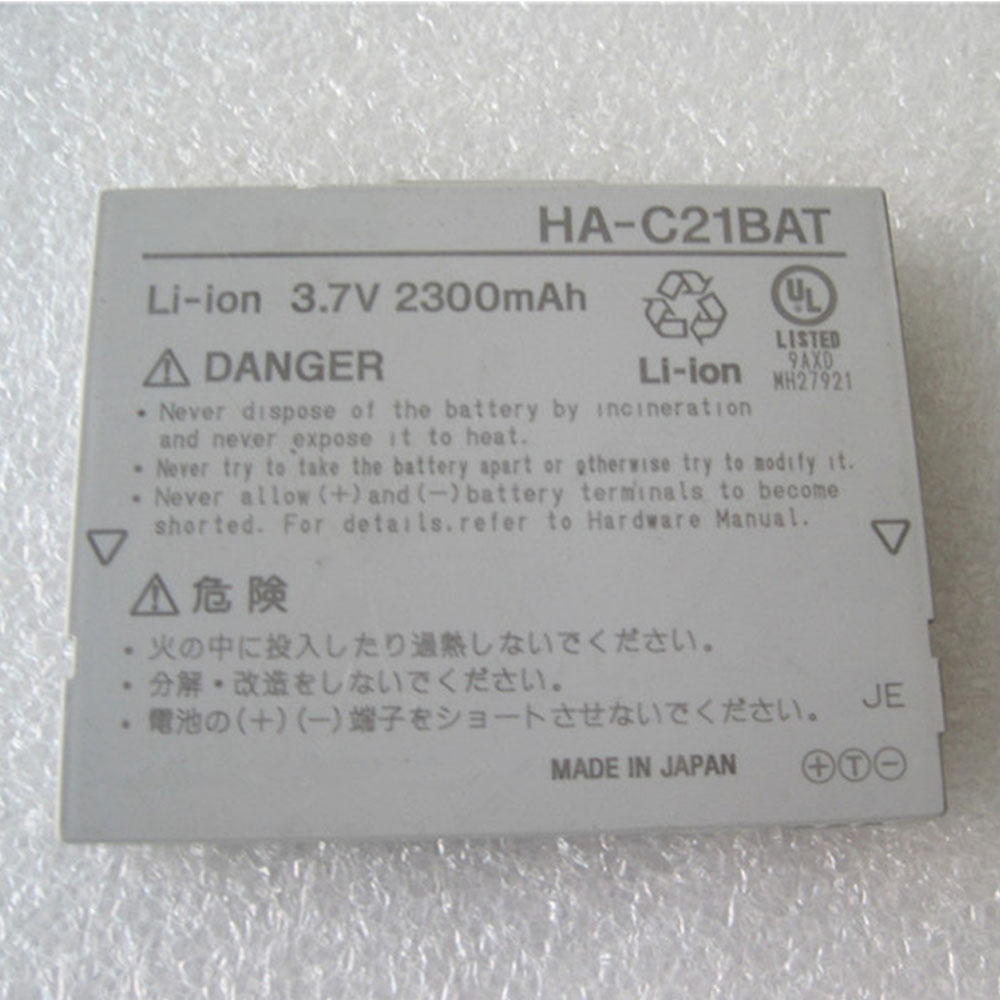 HA-C21BAT
Li-ion 3.7V 2300mAh
UL
LISTED
9AXD
MH27921
Li-ion
DANGER
• Never dispose of the battery by incineration
and never expose it to heat.
• Never try to take the battery apart or otherwise try to modify it.
• Never allow(+)and(−)battery terminals to become
shorted. For details.refer to Hardware Manual.
危険
• 火の中に投入したり過熱しないでください。
• 分解・改造をしないでください。
• 電池の(+)(−)端子をショートさせないでください。
JE
MADE IN JAPAN
+ T −